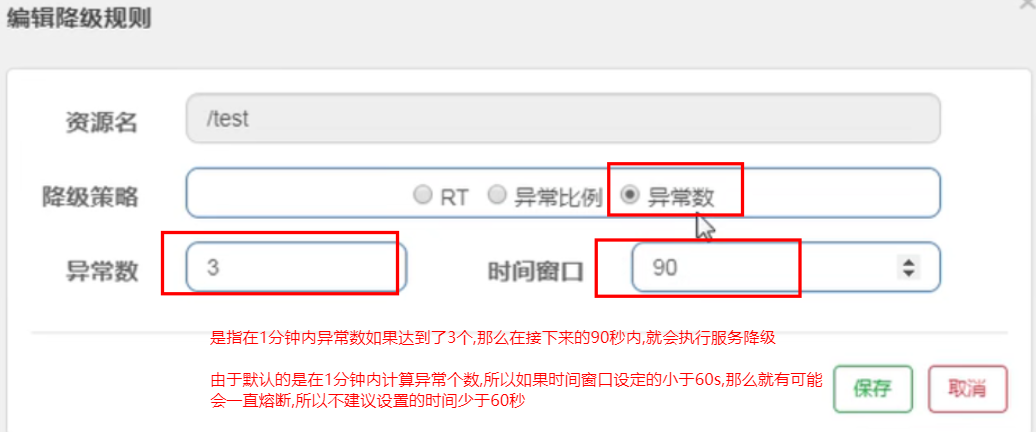 编辑降级规则
资源名 /test
降级策略 RT 异常比例 异常数
异常数 3 时间窗口 90
是指在1分钟内异常数如果达到了3个,那么在接下来的90秒内,就会执行服务降级
由于默认的是在1分钟内计算异常个数,所以如果时间窗口设定的小于60s,那么就有可能
会一直熔断,所以不建议设置的时间少于60秒
保存 取消